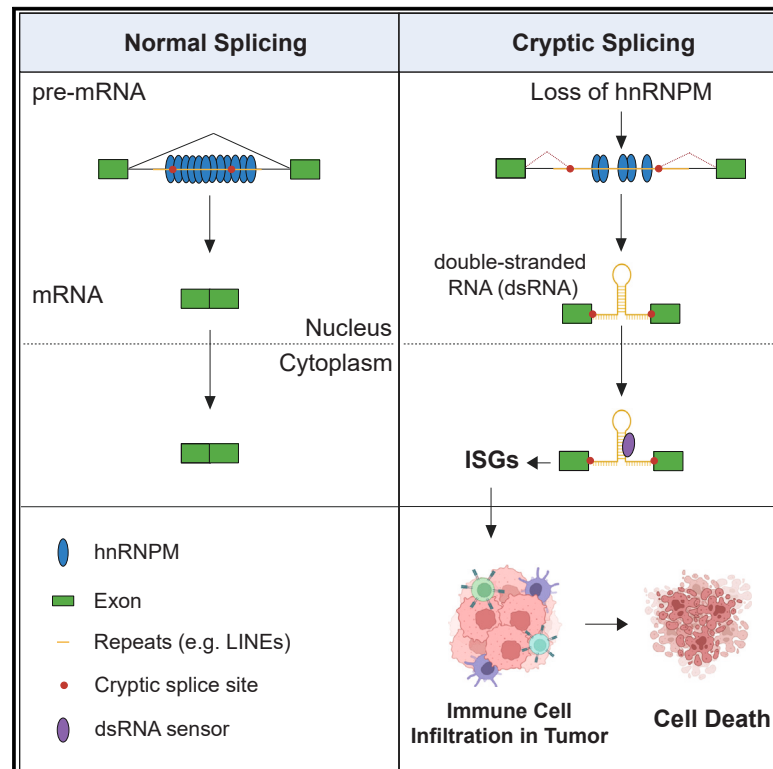 Normal Splicing
Cryptic Splicing
pre-mRNA
Loss of hnRNPM
mRNA
double-stranded
RNA (dsRNA)
Nucleus
Cytoplasm
ISGs
hnRNPM
Exon
Repeats (e.g. LINEs)
Cryptic splice site
dsRNA sensor
Immune Cell
Infiltration in Tumor
Cell Death